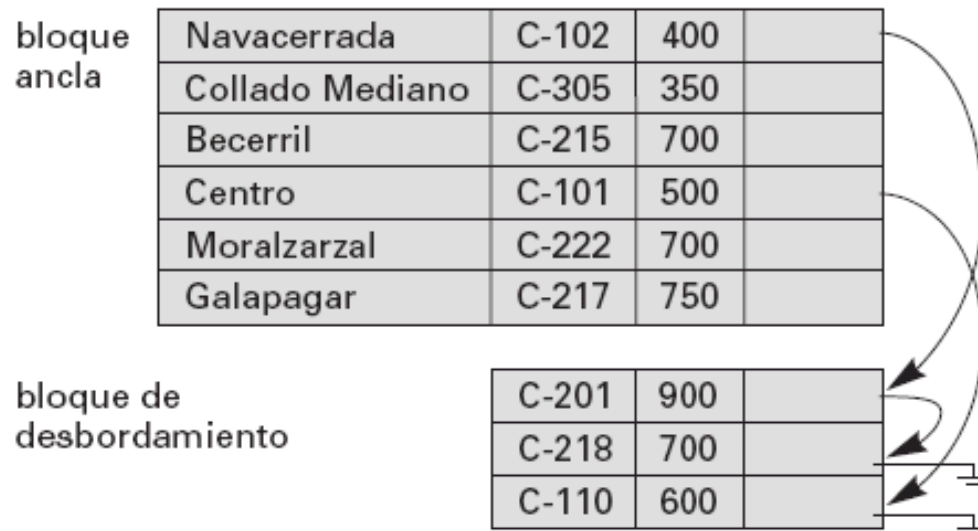 bloque
ancla
Navacerrada C-102 400
Collado Mediano C-305 350
Becerril C-215 700
Centro C-101 500
Moralzarzal C-222 700
Galapagar C-217 750
bloque de
desbordamiento
C-201 900
C-218 700
C-110 600